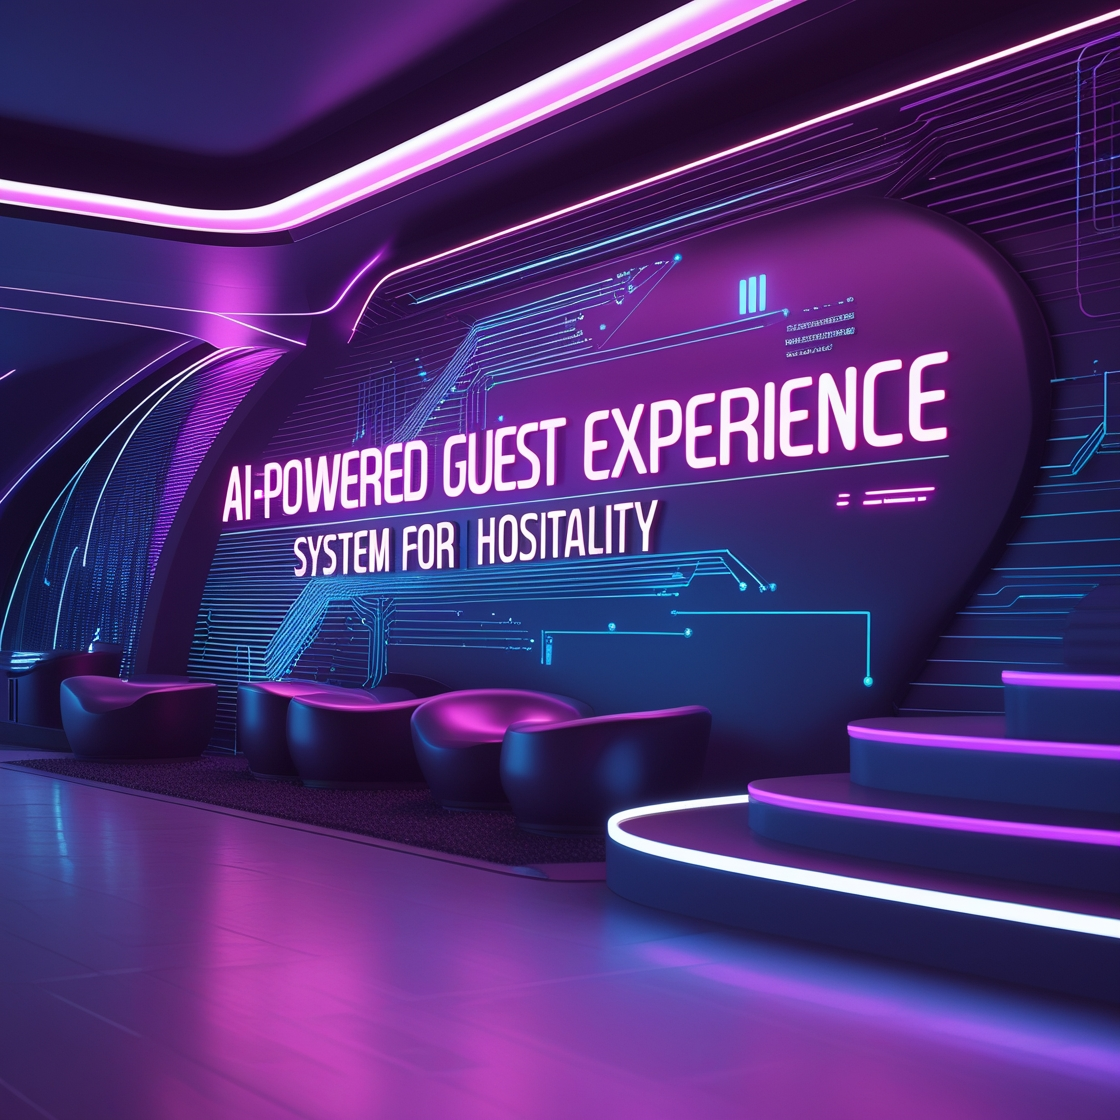 AI-POWERED GUEST EXPERIENCE
SYSTEM FOR HOSITALITY